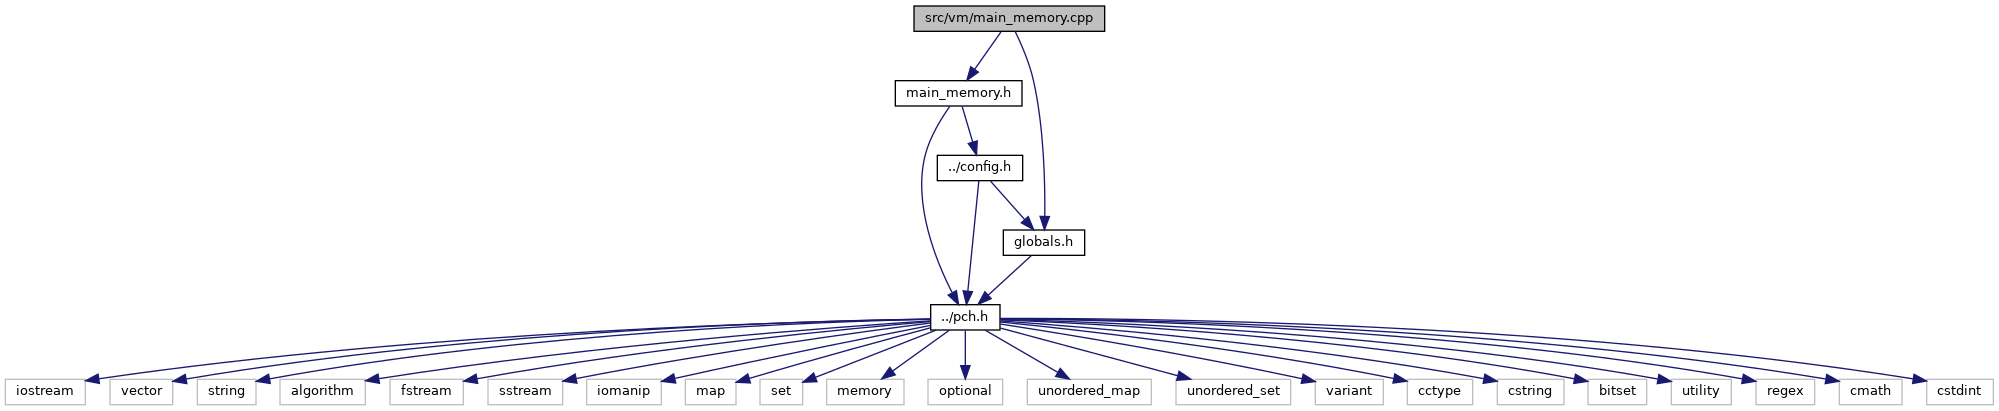 src/vm/main_memory.cpp
main_memory.h
../config.h
globals.h
../pch.h
iostream
vector
string
algorithm
fstream
sstream
iomanip
map
set
memory
optional
unordered_map
unordered_set
variant
cctype
cstring
bitset
utility
regex
cmath
cstdint